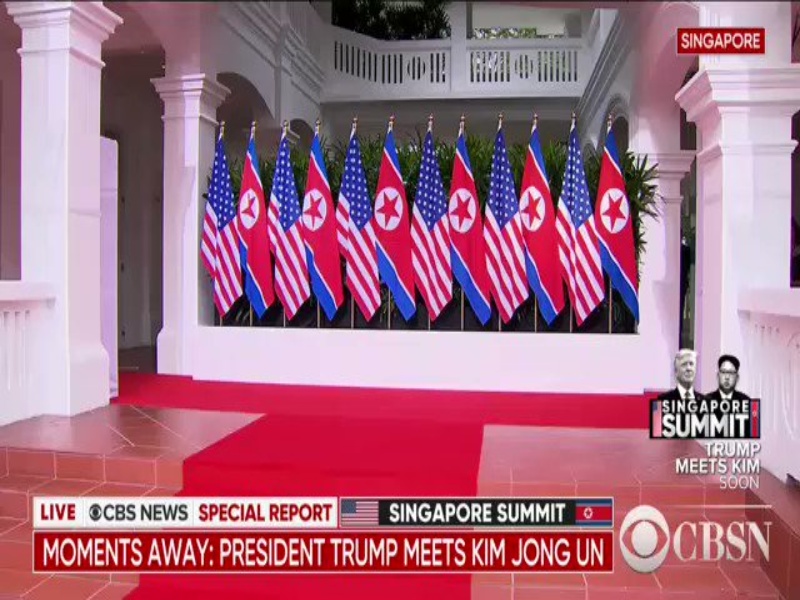 SINGAPORE
SINGAPORE
SUMMIT
TRUMP
MEETS KIM
SOON
LIVE CBS NEWS SPECIAL REPORT SINGAPORE SUMMIT
MOMENTS AWAY: PRESIDENT TRUMP MEETS KIM JONG UN
CBSN